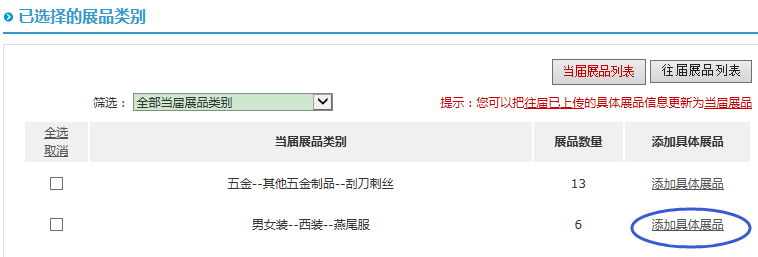 已选择的展品类别
当届展品列表 往届展品列表
筛选： 全部当届展品类别 提示：您可以把往届已上传的具体展品信息更新为当届展品
全选
取消 当届展品类别 展品数量 添加具体展品
五金--其他五金制品--刮刀刺丝 13 添加具体展品
男女装--西装--燕尾服 6 添加具体展品